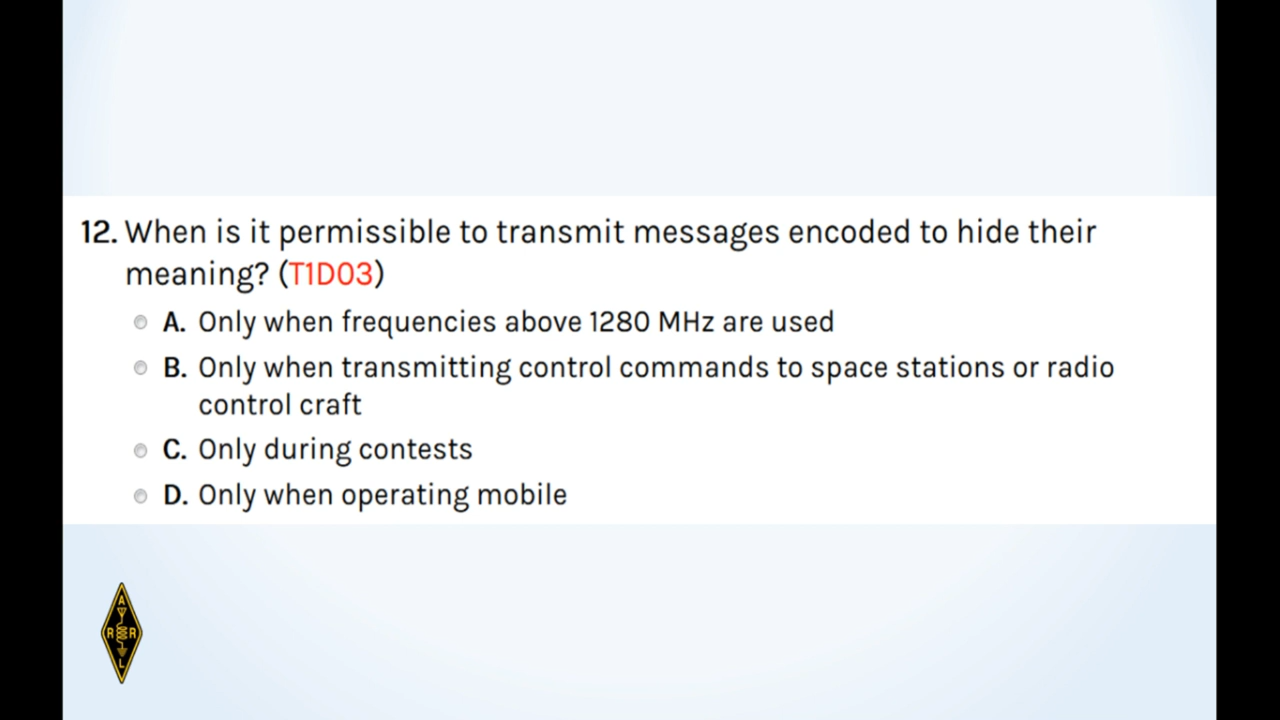 12. When is it permissible to transmit messages encoded to hide their
meaning? (T1D03)
A. Only when frequencies above 1280 MHz are used
B. Only when transmitting control commands to space stations or radio
control craft
C. Only during contests
D. Only when operating mobile
A
R R
L